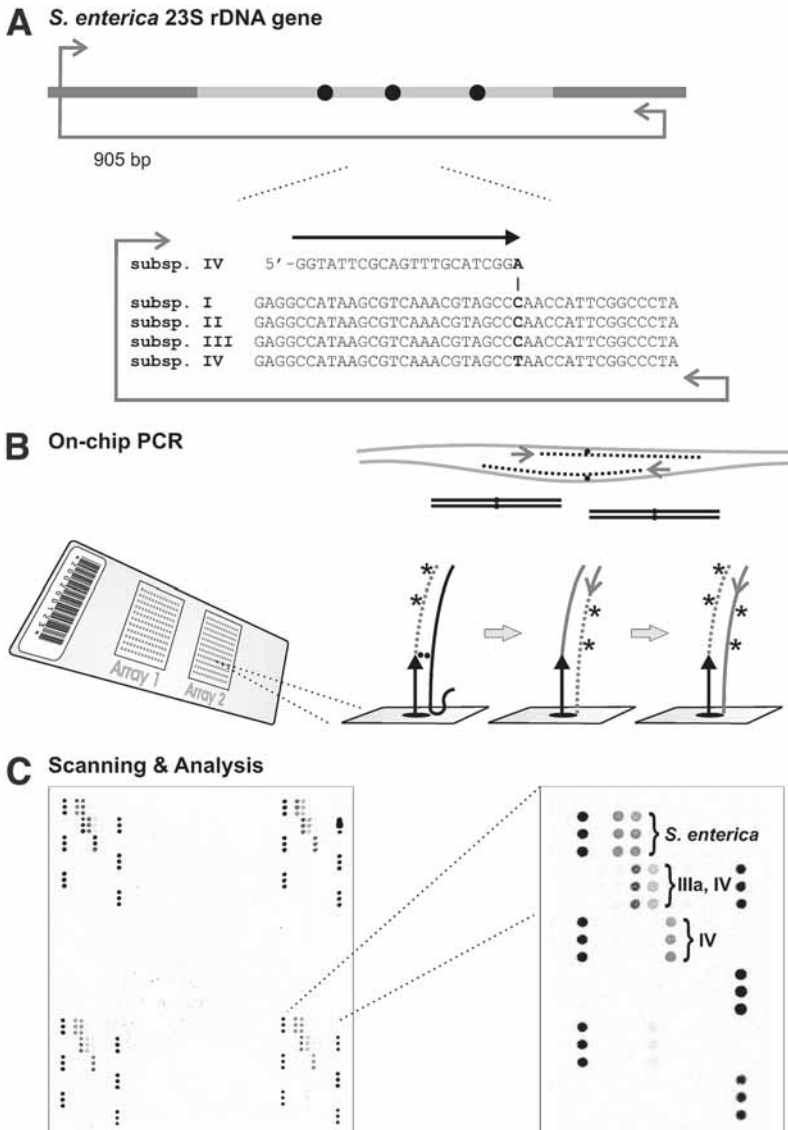 A S. enterica 23S rDNA gene
905 bp
subsp. IV 5'-GGTATTCGCAGTTTGCATCGGA
subsp. I GAGGCCATAAGCGTCAAACGTAGCCCAACCATTCGGCCCTA
subsp. II GAGGCCATAAGCGTCAAACGTAGCCCAACCATTCGGCCCTA
subsp. III GAGGCCATAAGCGTCAAACGTAGCCCAACCATTCGGCCCTA
subsp. IV GAGGCCATAAGCGTCAAACGTAGCCTAACCATTCGGCCCTA
B On-chip PCR
Array 1
Array 2
C Scanning & Analysis
S. enterica
IIIa, IV
IV